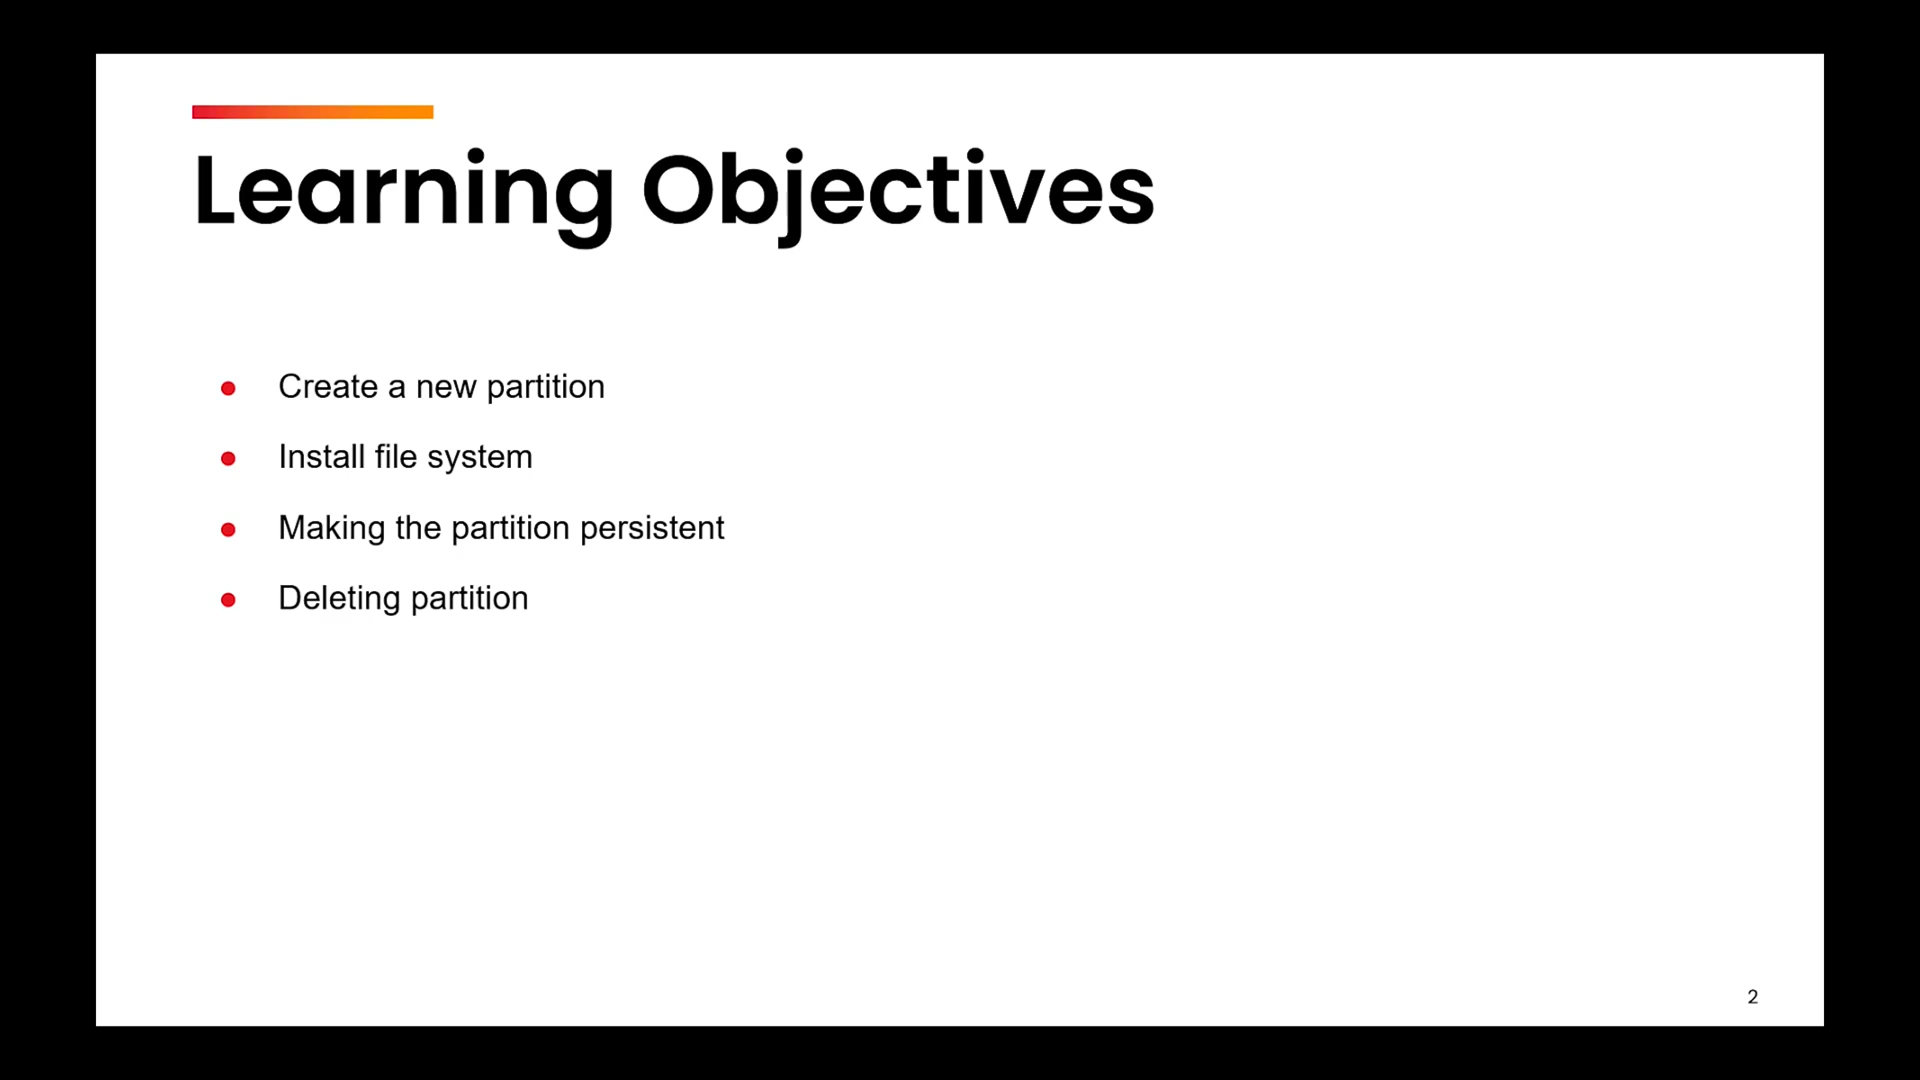 Learning Objectives
● Create a new partition
● Install file system
● Making the partition persistent
● Deleting partition
2